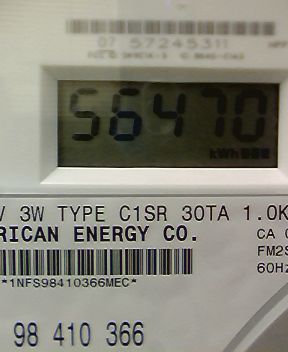 07 57245311
56470
kWh
V 3W TYPE C1SR 30TA 1.0K
RICAN ENERGY CO.
CA 0
FM2S
60Hz
*1NFS98410366MEC*
98 410 366